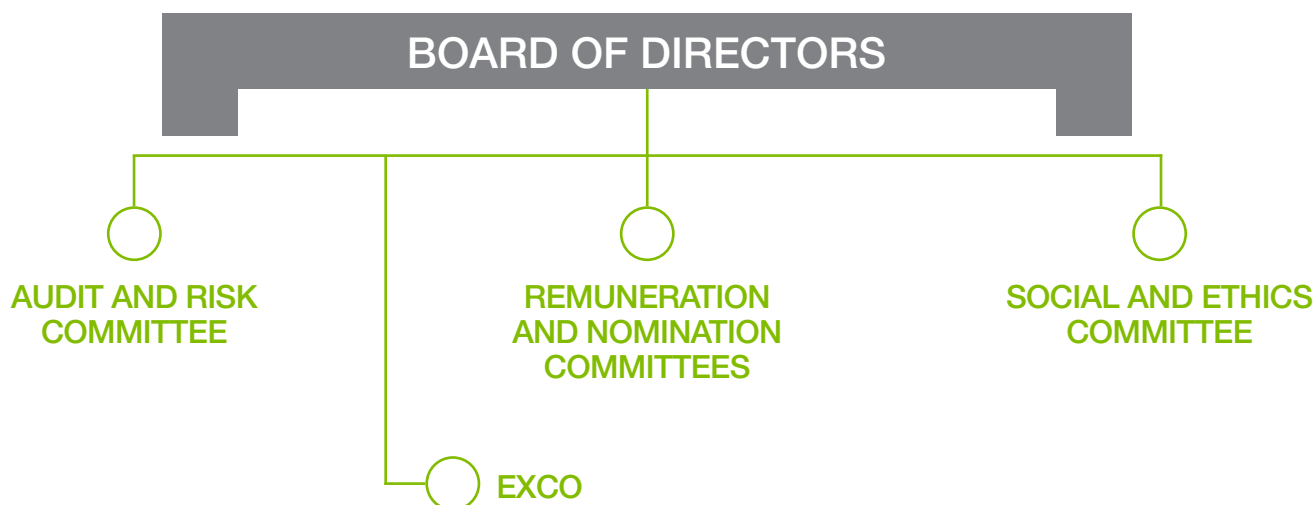 BOARD OF DIRECTORS
AUDIT AND RISK
COMMITTEE
REMUNERATION
AND NOMINATION
COMMITTEES
SOCIAL AND ETHICS
COMMITTEE
EXCO